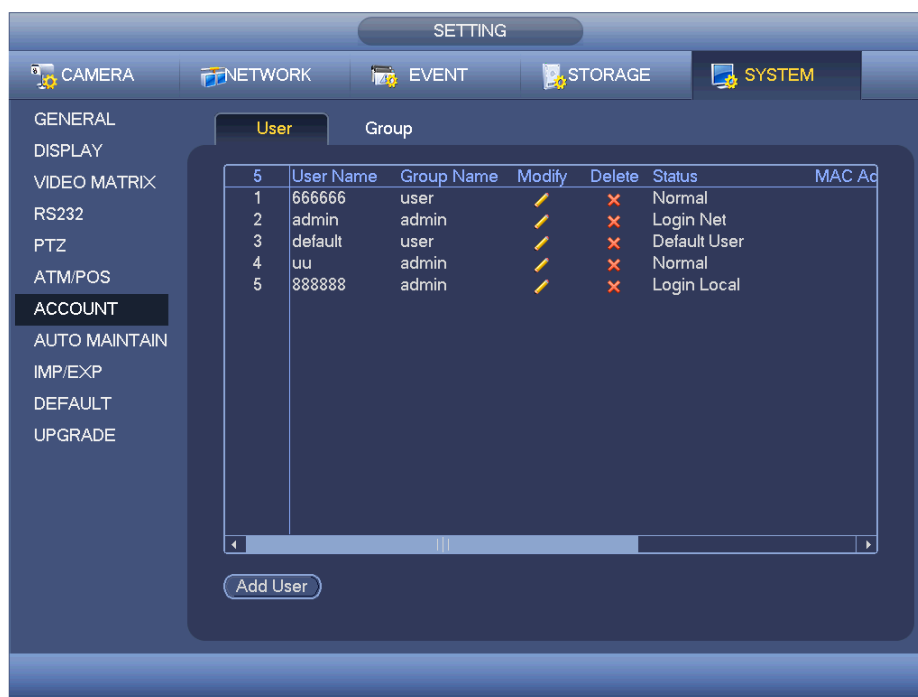 SETTING
CAMERA NETWORK EVENT STORAGE SYSTEM
GENERAL
DISPLAY
VIDEO MATRIX
RS232
PTZ
ATM/POS
ACCOUNT
AUTO MAINTAIN
IMP/EXP
DEFAULT
UPGRADE
User Group
5 User Name Group Name Modify Delete Status MAC Ad
1 666666 user Normal
2 admin admin Login Net
3 default user Default User
4 uu admin Normal
5 888888 admin Login Local
Add User